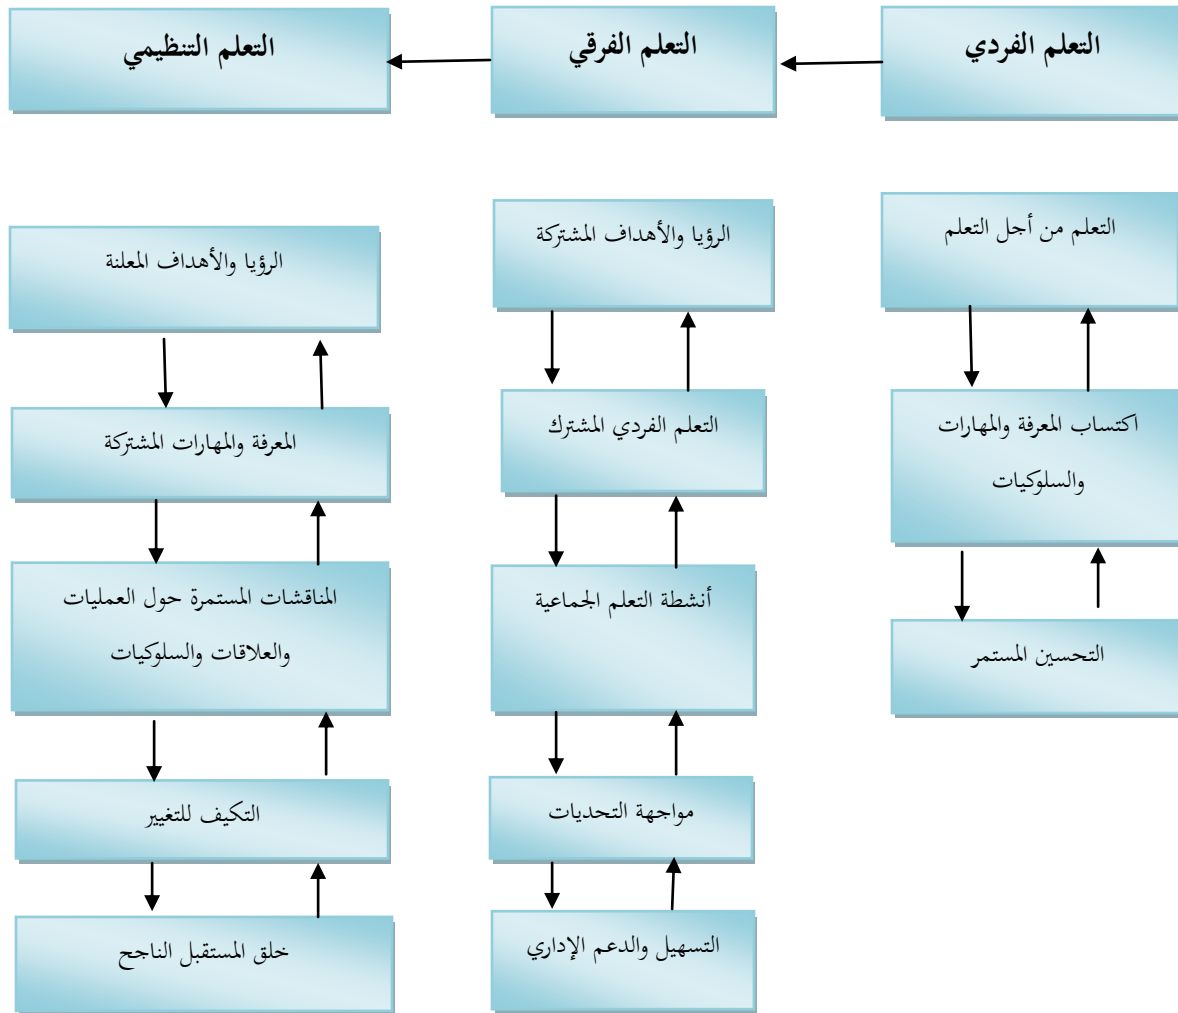 التعلم الفردي
التعلم الفرقي
التعلم التنظيمي
التعلم من أجل التعلم
اكتساب المعرفة والمهارات
والسلوكيات
التحسين المستمر
الرؤيا والأهداف المشتركة
التعلم الفردي المشترك
أنشطة التعلم الجماعية
مواجهة التحديات
التسهيل والدعم الإداري
الرؤيا والأهداف المعلنة
المعرفة والمهارات المشتركة
المناقشات المستمرة حول العمليات
والعلاقات والسلوكيات
التكيف للتغيير
خلق المستقبل الناجح